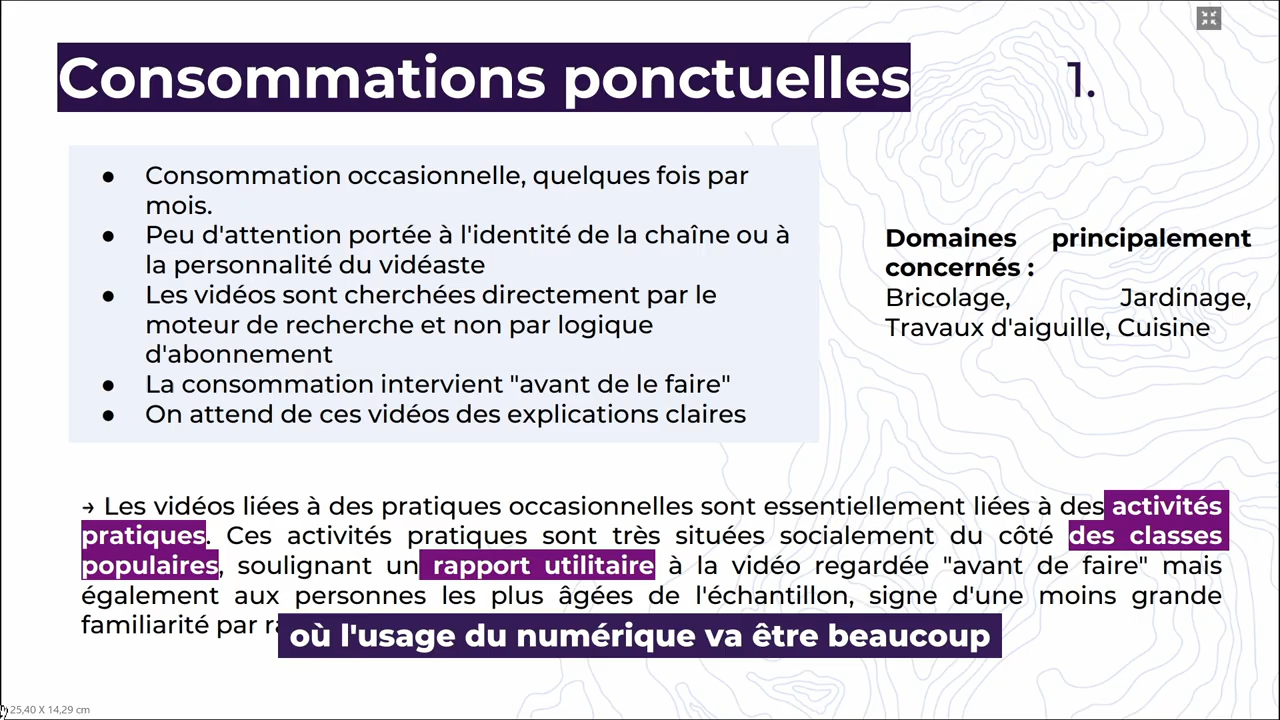 Consommations ponctuelles
1.
● Consommation occasionnelle, quelques fois par
mois.
● Peu d'attention portée à l'identité de la chaîne ou à
la personnalité du vidéaste
● Les vidéos sont cherchées directement par le
moteur de recherche et non par logique
d'abonnement
● La consommation intervient "avant de le faire"
● On attend de ces vidéos des explications claires
Domaines principalement
concernés :
Bricolage, Jardinage,
Travaux d'aiguille, Cuisine
→ Les vidéos liées à des pratiques occasionnelles sont essentiellement liées à des activités
pratiques. Ces activités pratiques sont très situées socialement du côté des classes
populaires, soulignant un rapport utilitaire à la vidéo regardée "avant de faire" mais
également aux personnes les plus âgées de l'échantillon, signe d'une moins grande
familiarité par
où l'usage du numérique va être beaucoup
25,40 X 14,29 cm